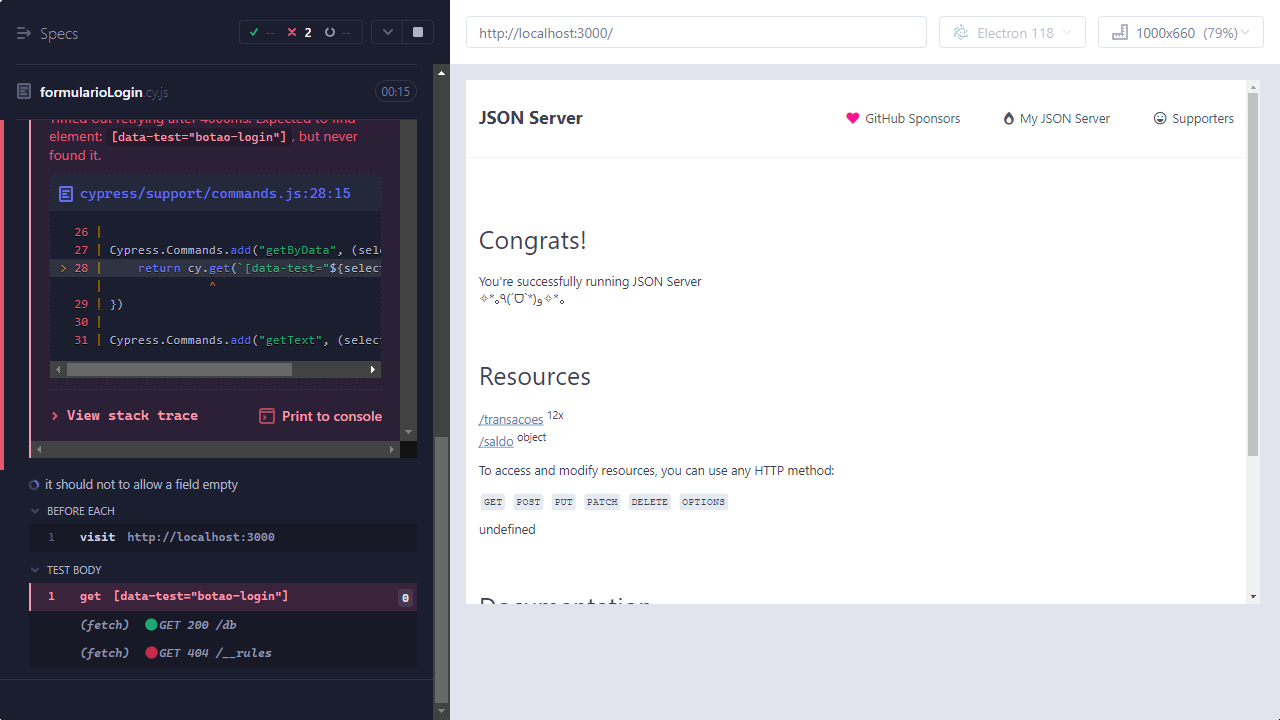 Specs
-- 2 --
formularioLogin.cy.js 00:15
Timed out retrying after 4000ms: Expected to find
element: [data-test="botao-login"], but never
found it.
cypress/support/commands.js:28:15
26 |
27 | Cypress.Commands.add("getByData", (sele
> 28 | return cy.get(`[data-test="${select
| ^
29 | })
30 |
31 | Cypress.Commands.add("getText", (select
View stack trace
Print to console
it should not to allow a field empty
BEFORE EACH
1 visit http://localhost:3000
TEST BODY
1 get [data-test="botao-login"] 0
(fetch) GET 200 /db
(fetch) GET 404 /__rules
http://localhost:3000/
Electron 118
1000x660 (79%)
JSON Server
GitHub Sponsors
My JSON Server
Supporters
Congrats!
You're successfully running JSON Server
✧*｡٩(ˊᗜˋ*)و✧*｡
Resources
/transacoes 12x
/saldo object
To access and modify resources, you can use any HTTP method:
GET POST PUT PATCH DELETE OPTIONS
undefined
Documentation